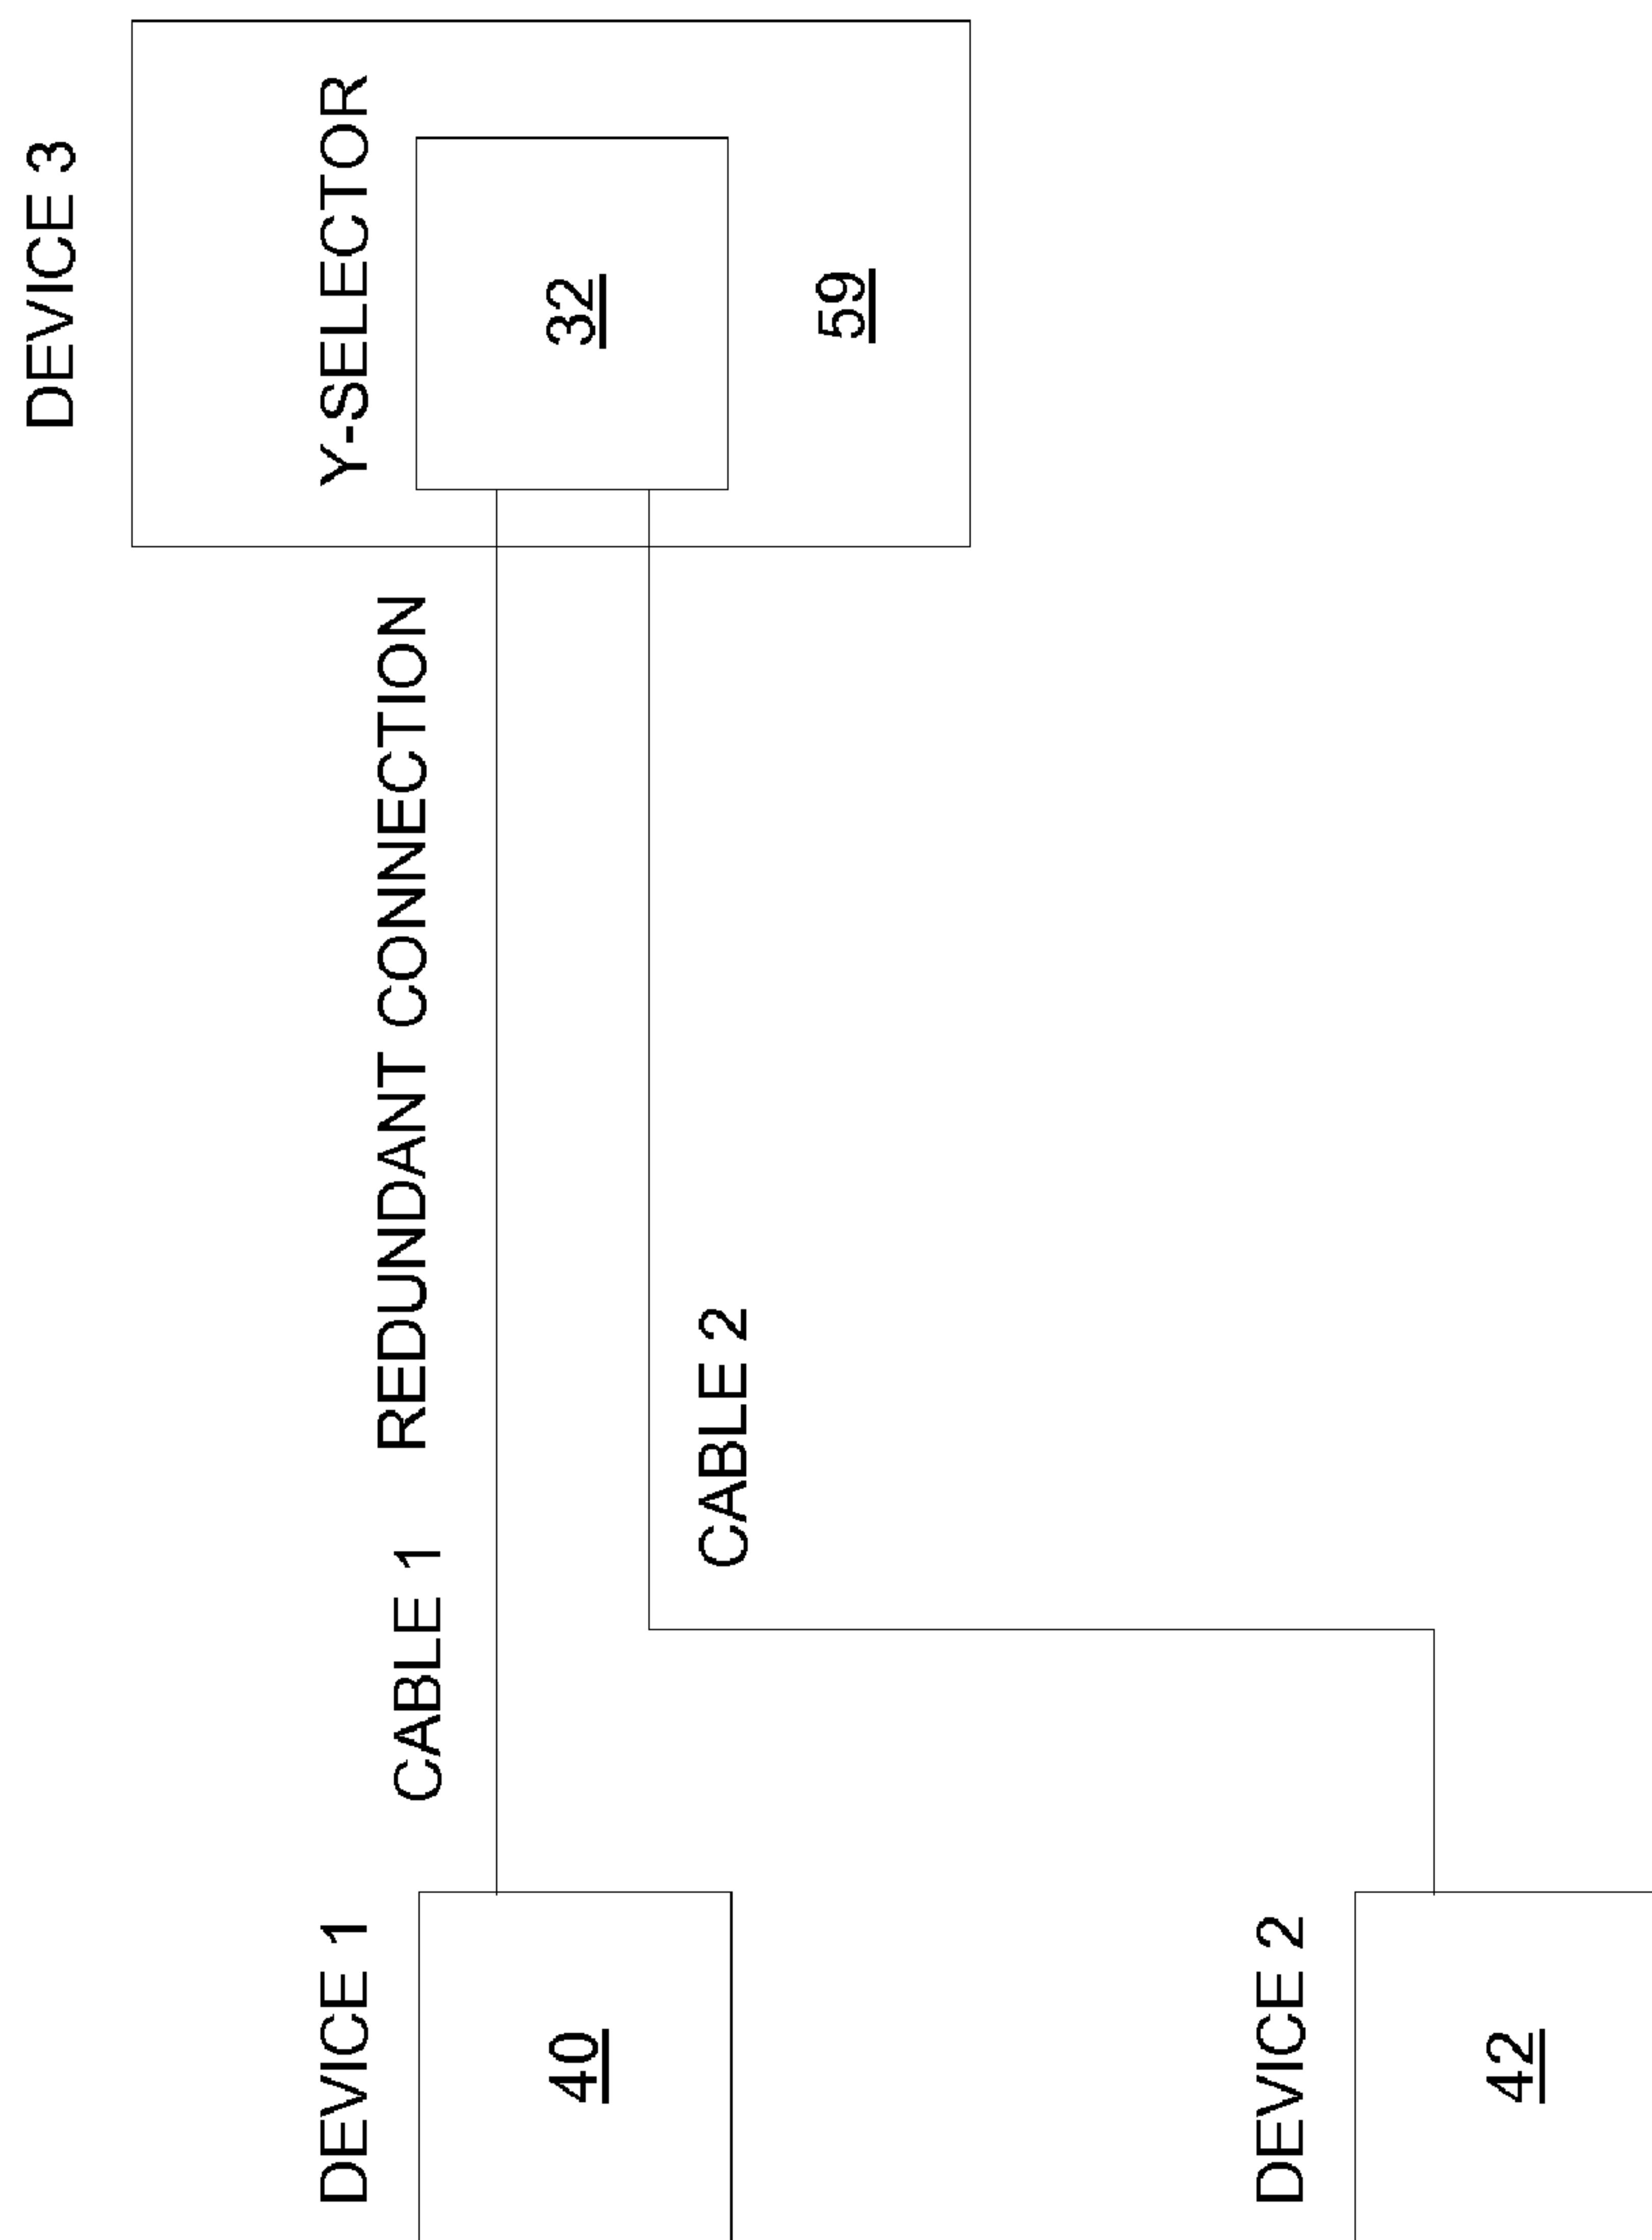 DEVICE 3
Y-SELECTOR
32
59
REDUNDANT CONNECTION
CABLE 1
CABLE 2
DEVICE 1
40
DEVICE 2
42